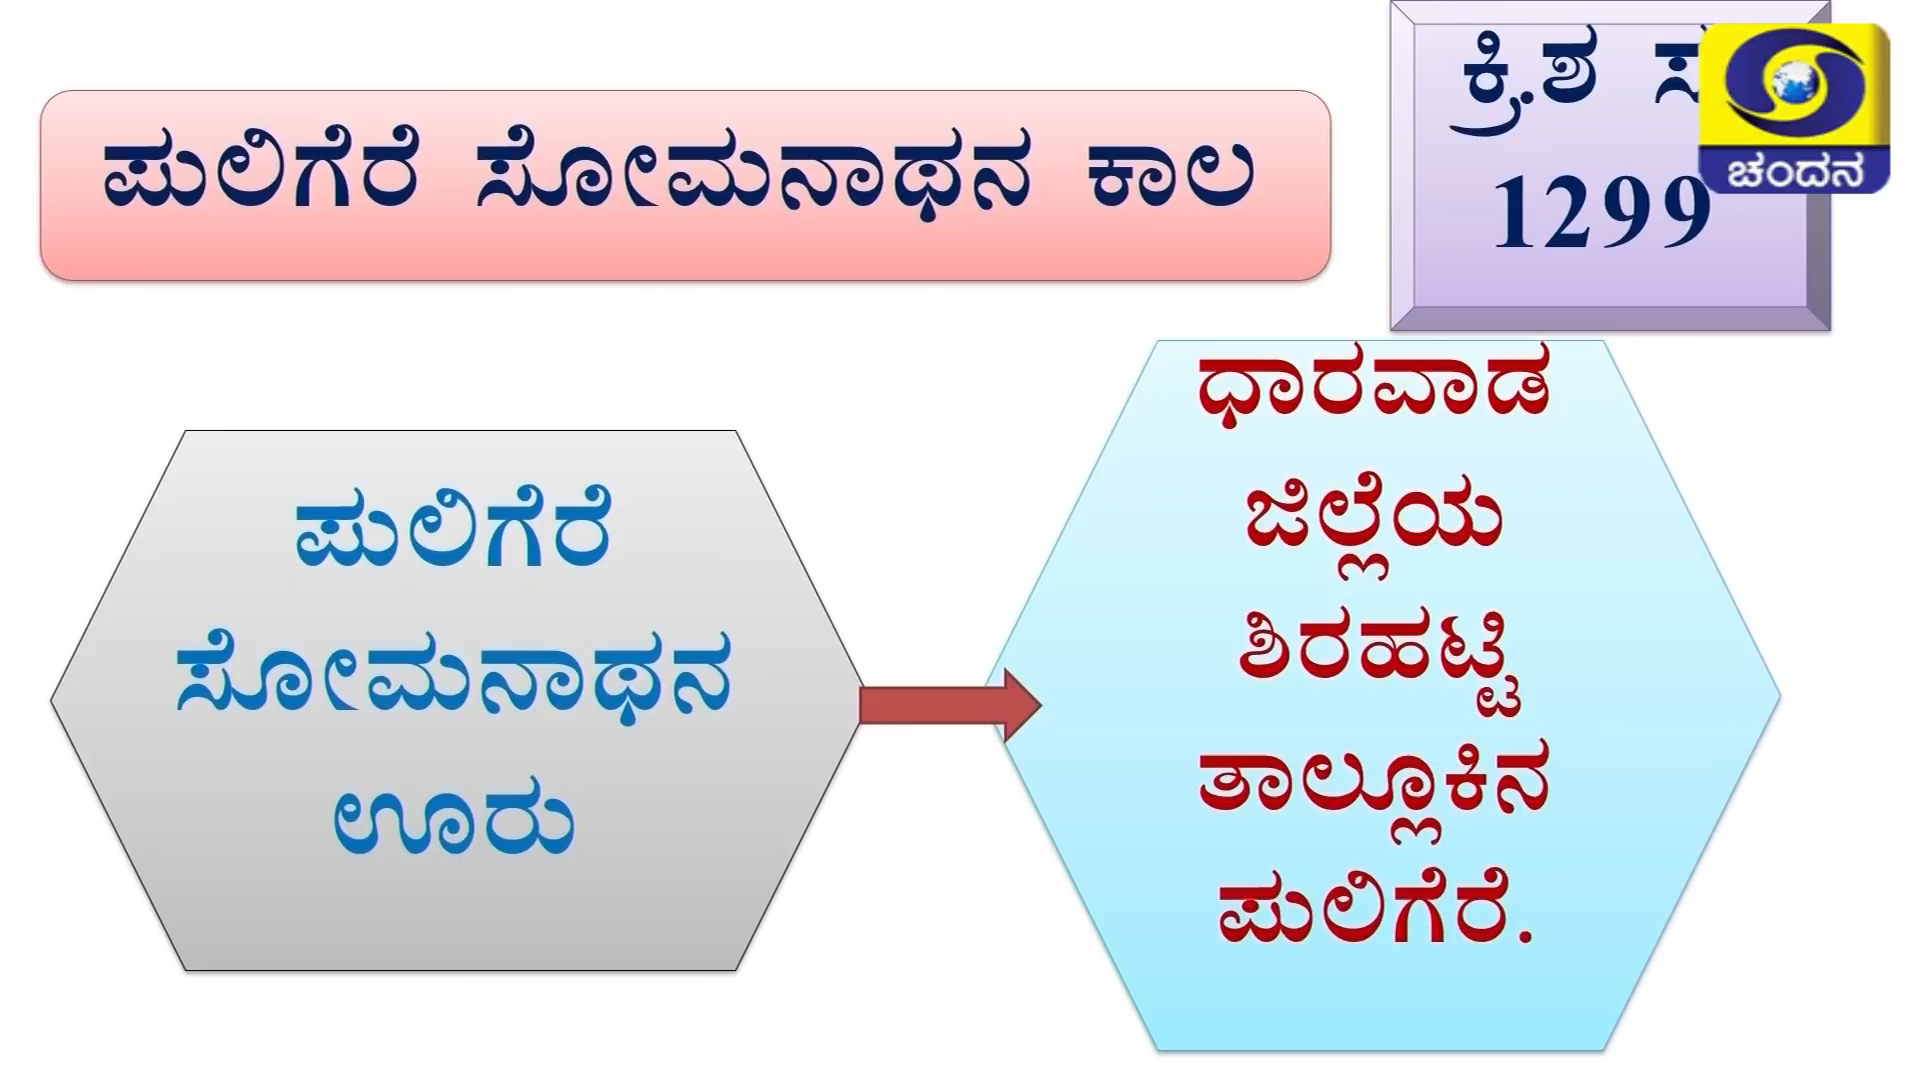 ಪುಲಿಗೆರೆ ಸೋಮನಾಥನ ಕಾಲ
ಕ್ರಿ.ಶ
1299
ಚಂದನ
ಪುಲಿಗೆರೆ
ಸೋಮನಾಥನ
ಊರು
ಧಾರವಾಡ
ಜಿಲ್ಲೆಯ
ಶಿರಹಟ್ಟಿ
ತಾಲ್ಲೂಕಿನ
ಪುಲಿಗೆರೆ.